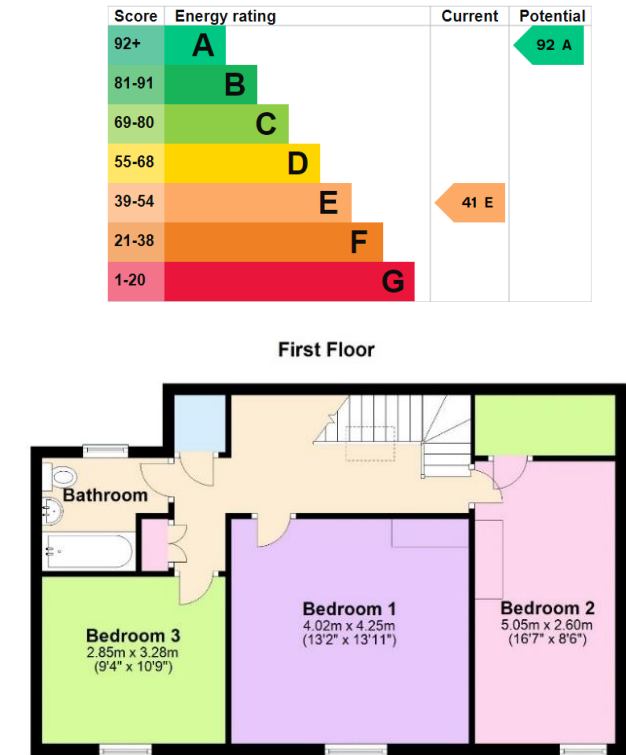 Score Energy rating Current Potential
92+ A 92 A
81-91 B
69-80 C
55-68 D
39-54 E 41 E
21-38 F
1-20 G
First Floor
Bathroom
Bedroom 1
4.02m x 4.25m
(13'2" x 13'11")
Bedroom 2
5.05m x 2.60m
(16'7" x 8'6")
Bedroom 3
2.85m x 3.28m
(9'4" x 10'9")